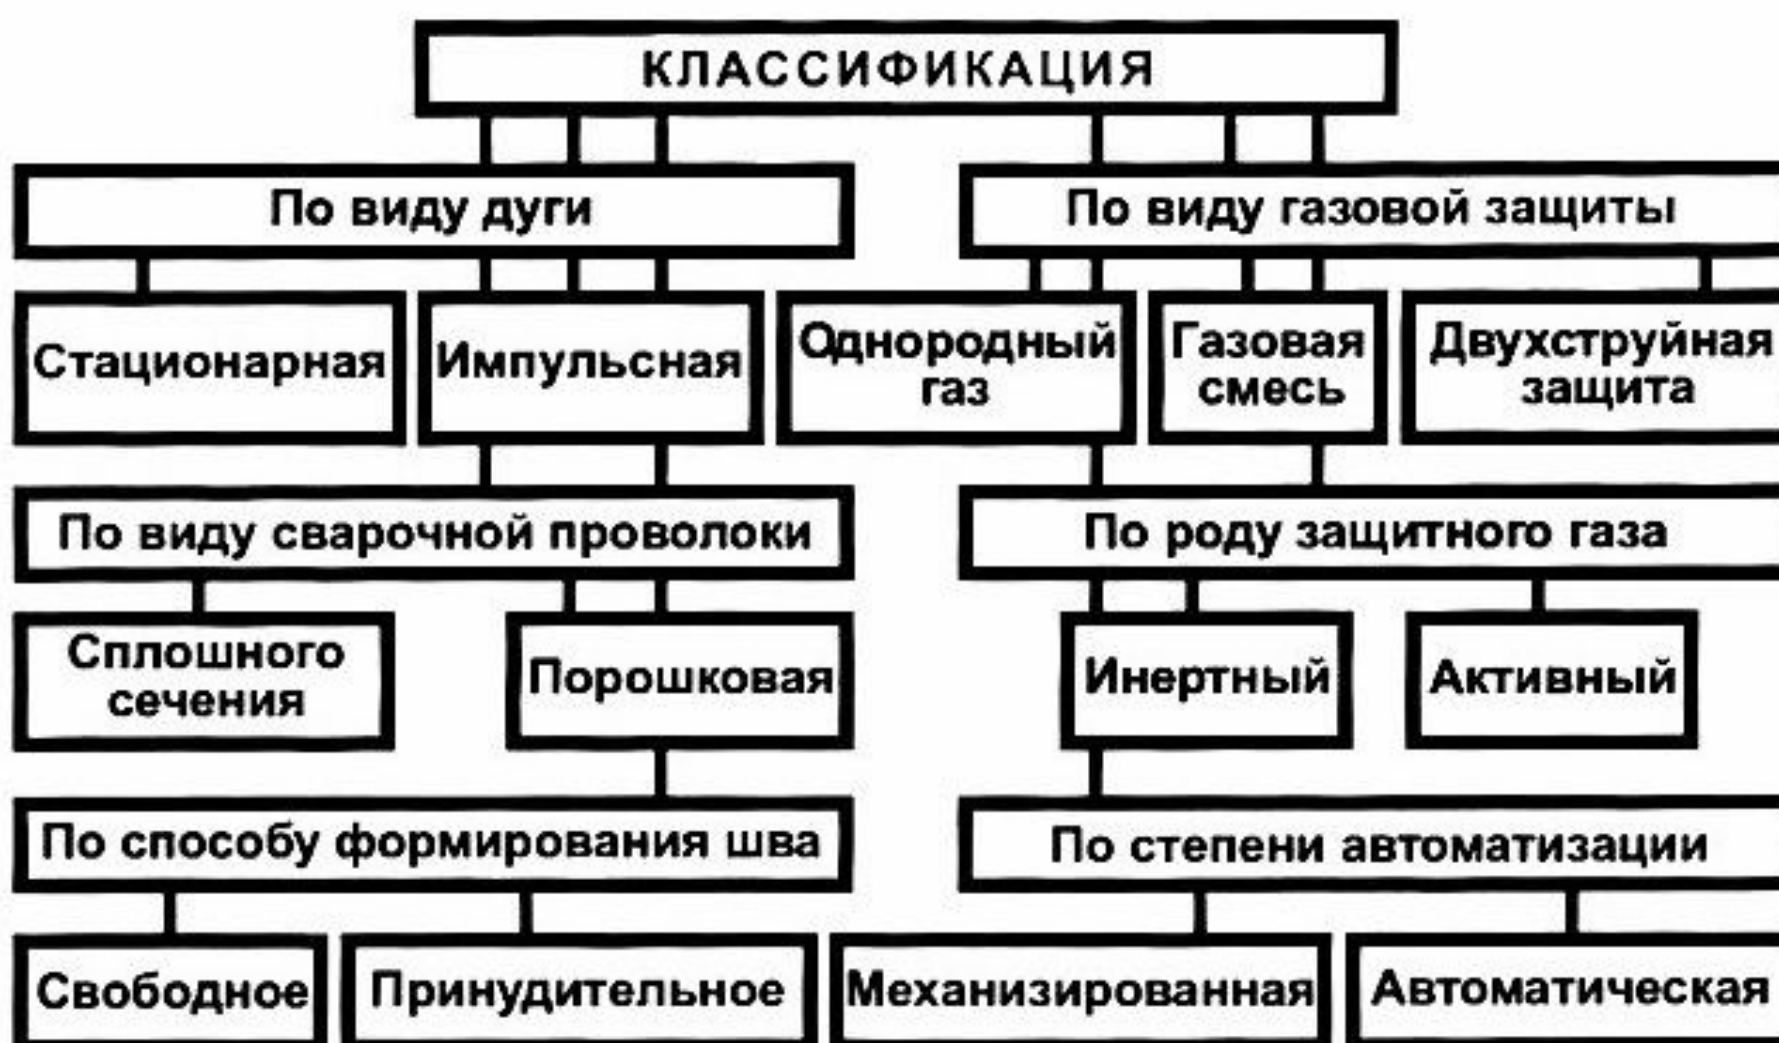 КЛАССИФИКАЦИЯ
По виду дуги
По виду газовой защиты
Стационарная
Импульсная
Однородный
газ
Газовая
смесь
Двухструйная
защита
По виду сварочной проволоки
По роду защитного газа
Сплошного
сечения
Порошковая
Инертный
Активный
По способу формирования шва
По степени автоматизации
Свободное
Принудительное
Механизированная
Автоматическая